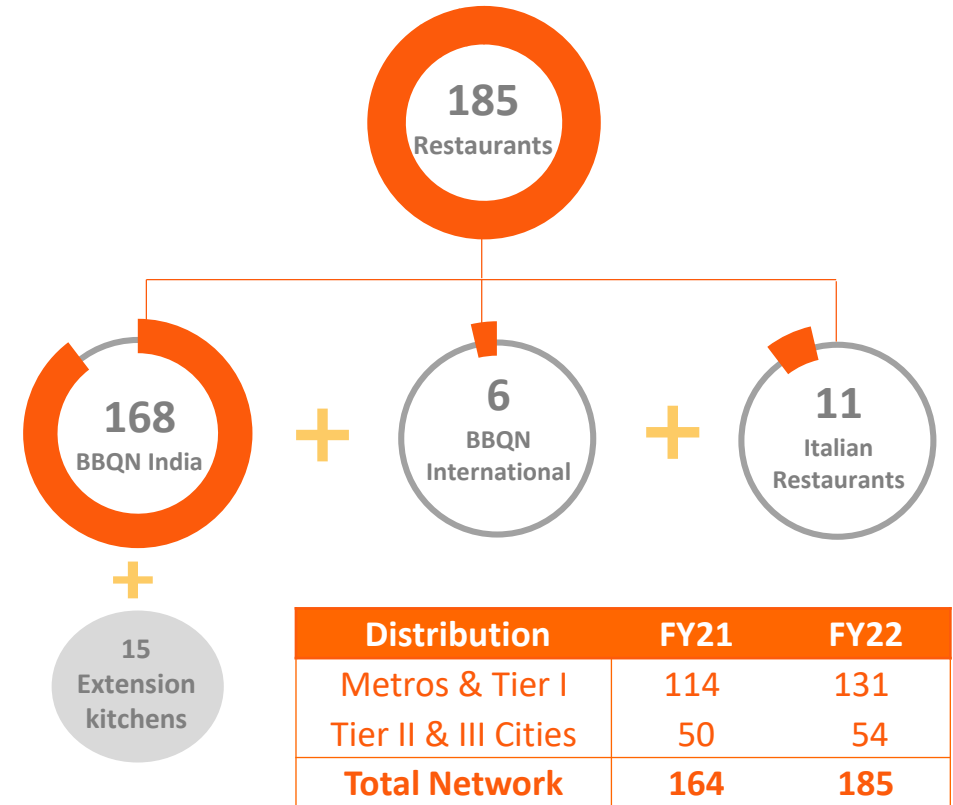 185
Restaurants
168
BBQN India
+
6
BBQN
International
+
11
Italian
Restaurants
+
15
Extension
kitchens
Distribution FY21 FY22
Metros & Tier I 114 131
Tier II & III Cities 50 54
Total Network 164 185